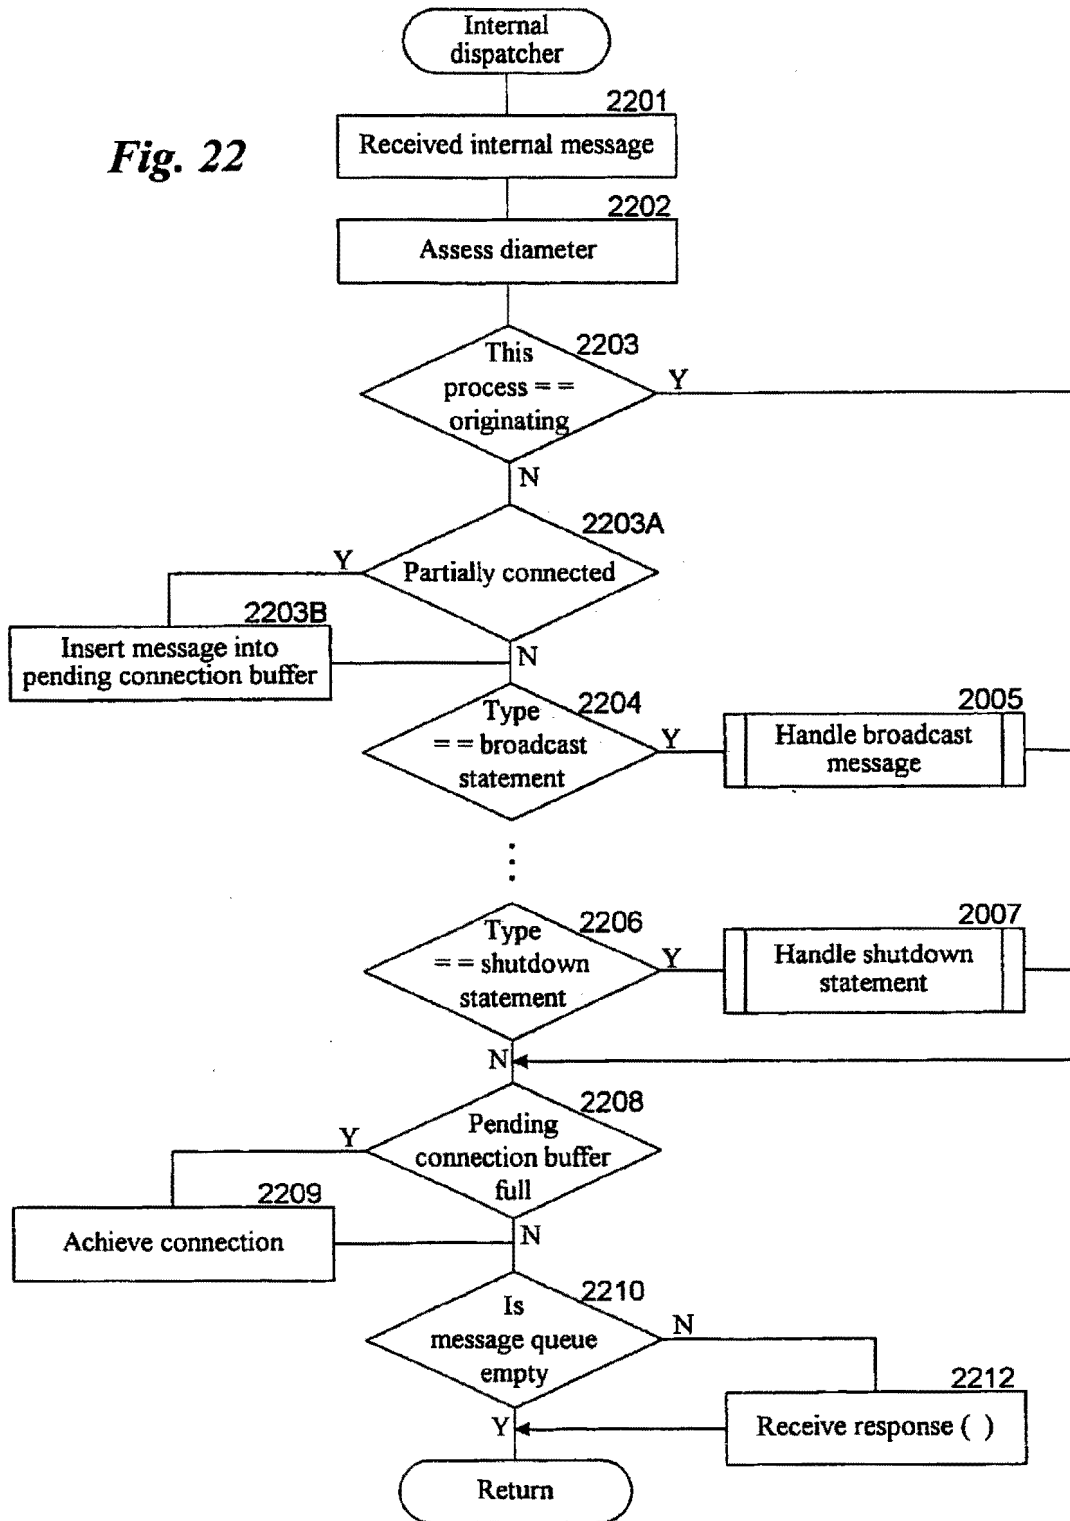 Internal
dispatcher
2201
Received internal message
Fig. 22
2202
Assess diameter
2203
This
process = =
originating
Y
N
2203A
Partially connected
Y
2203B
Insert message into
pending connection buffer
N
2204
Type
= = broadcast
statement
Y
2005
Handle broadcast
message
2206
Type
= = shutdown
statement
Y
2007
Handle shutdown
statement
N
2208
Pending
connection buffer
full
Y
2209
Achieve connection
N
2210
Is
message queue
empty
N
2212
Receive response ( )
Y
Return